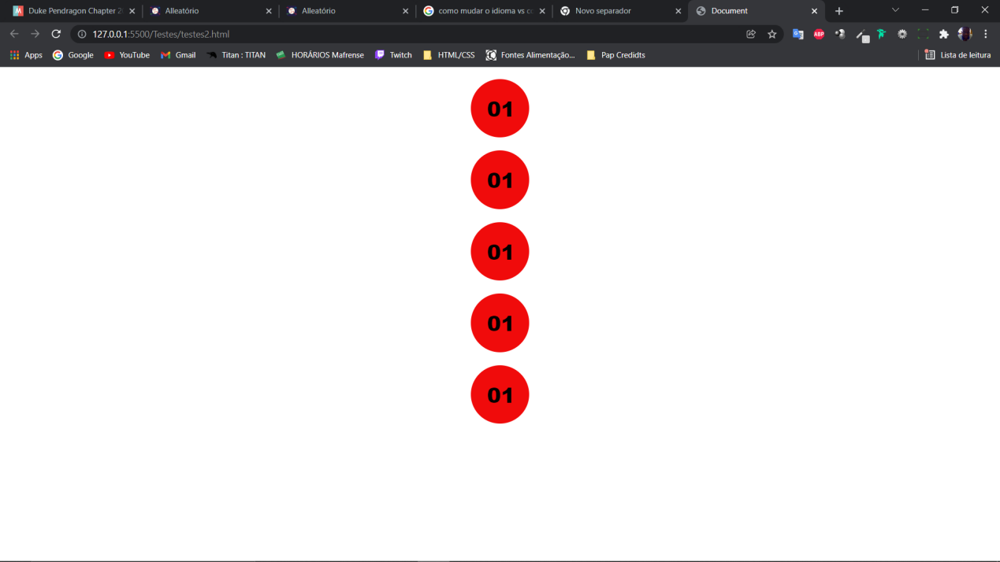 Duke Pendragon Chapter 2
Alleatório
Alleatório
como mudar o idioma vs
Novo separador
Document
127.0.0.1:5500/Testes/testes2.html
ABP
Apps
Google
YouTube
Gmail
Titan : TITAN
HORÁRIOS Mafrense
Twitch
HTML/CSS
Fontes Alimentação...
Pap Credidts
Lista de leitura
01
01
01
01
01